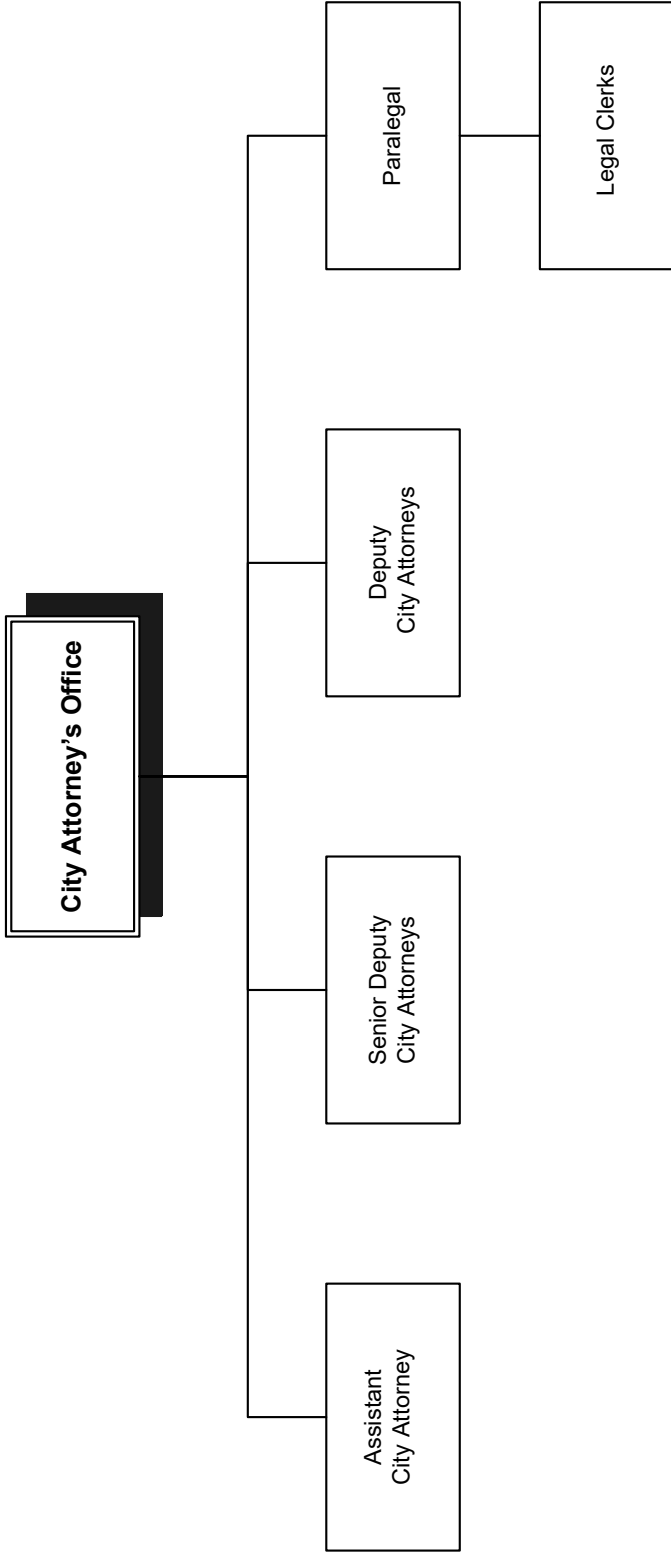 City Attorney’s Office
Assistant
City Attorney
Senior Deputy
City Attorneys
Deputy
City Attorneys
Paralegal
Legal Clerks